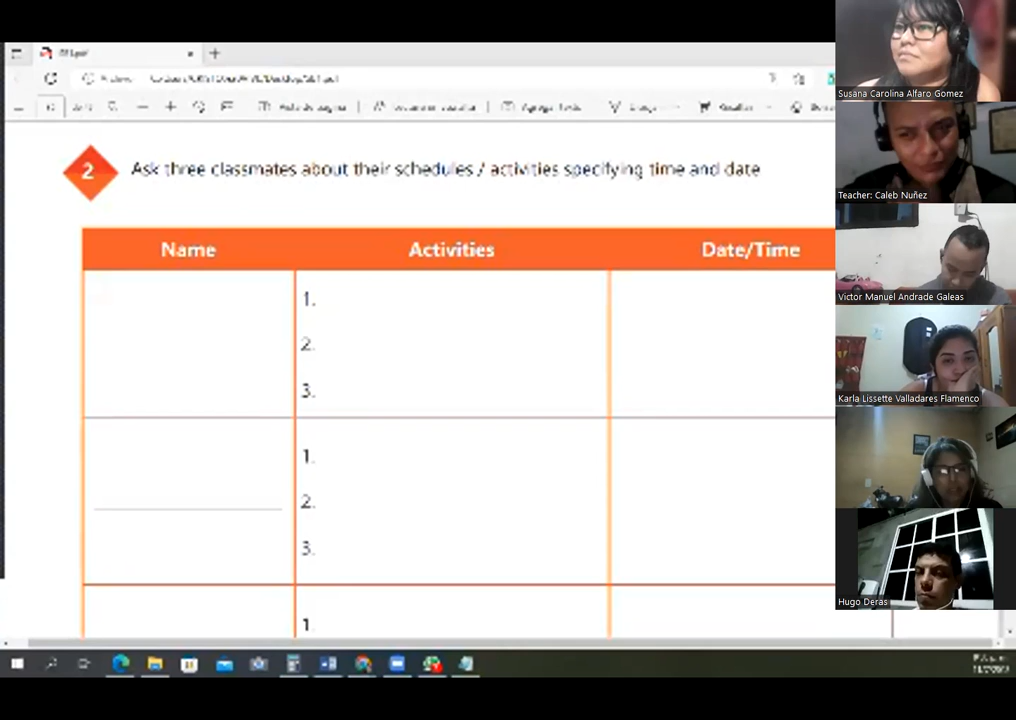 Susana Carolina Alfaro Gomez
2 Ask three classmates about their schedules / activities specifying time and date
Teacher: Caleb Nuñez
Name Activities Date/Time
1.
2.
3.
Victor Manuel Andrade Galeas
Karla Lissette Valladares Flamenco
1.
2.
3.
Hugo Deras
1.